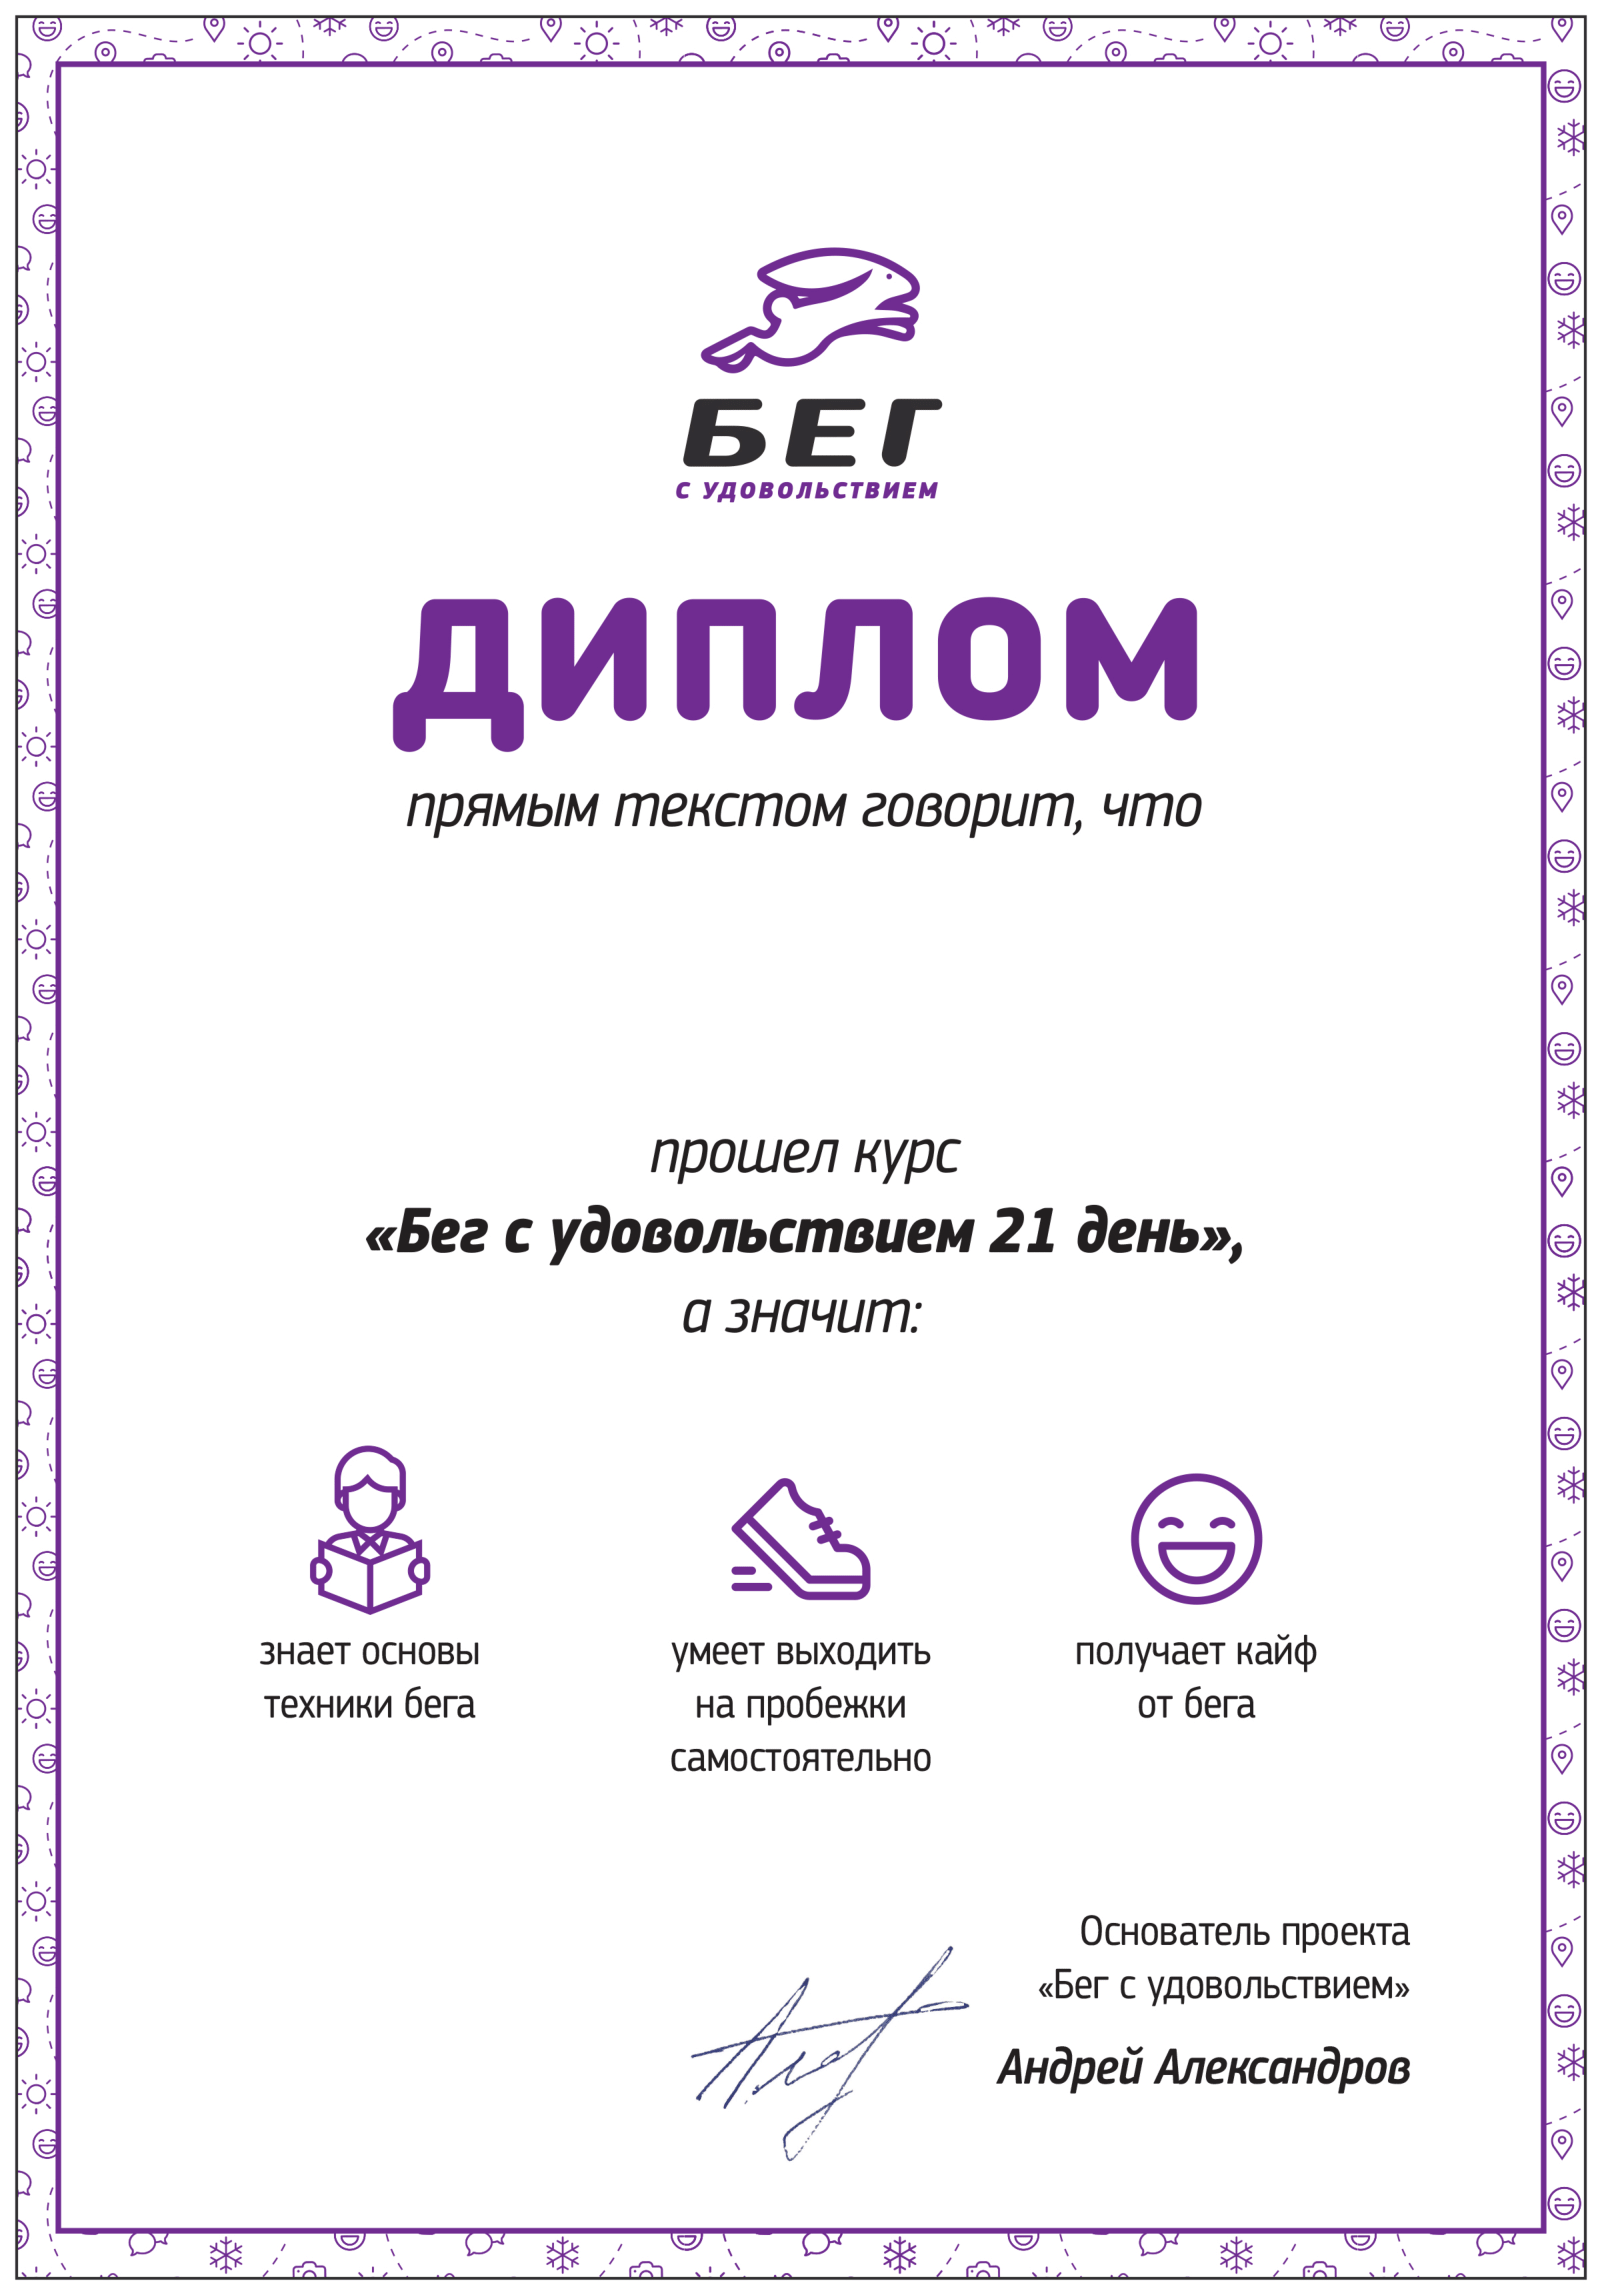 БЕГ
С УДОВОЛЬСТВИЕМ
ДИПЛОМ
прямым текстом говорит, что
прошел курс
«Бег с удовольствием 21 день»,
а значит:
знает основы
техники бега
умеет выходить
на пробежки
самостоятельно
получает кайф
от бега
Основатель проекта
«Бег с удовольствием»
Андрей Александров